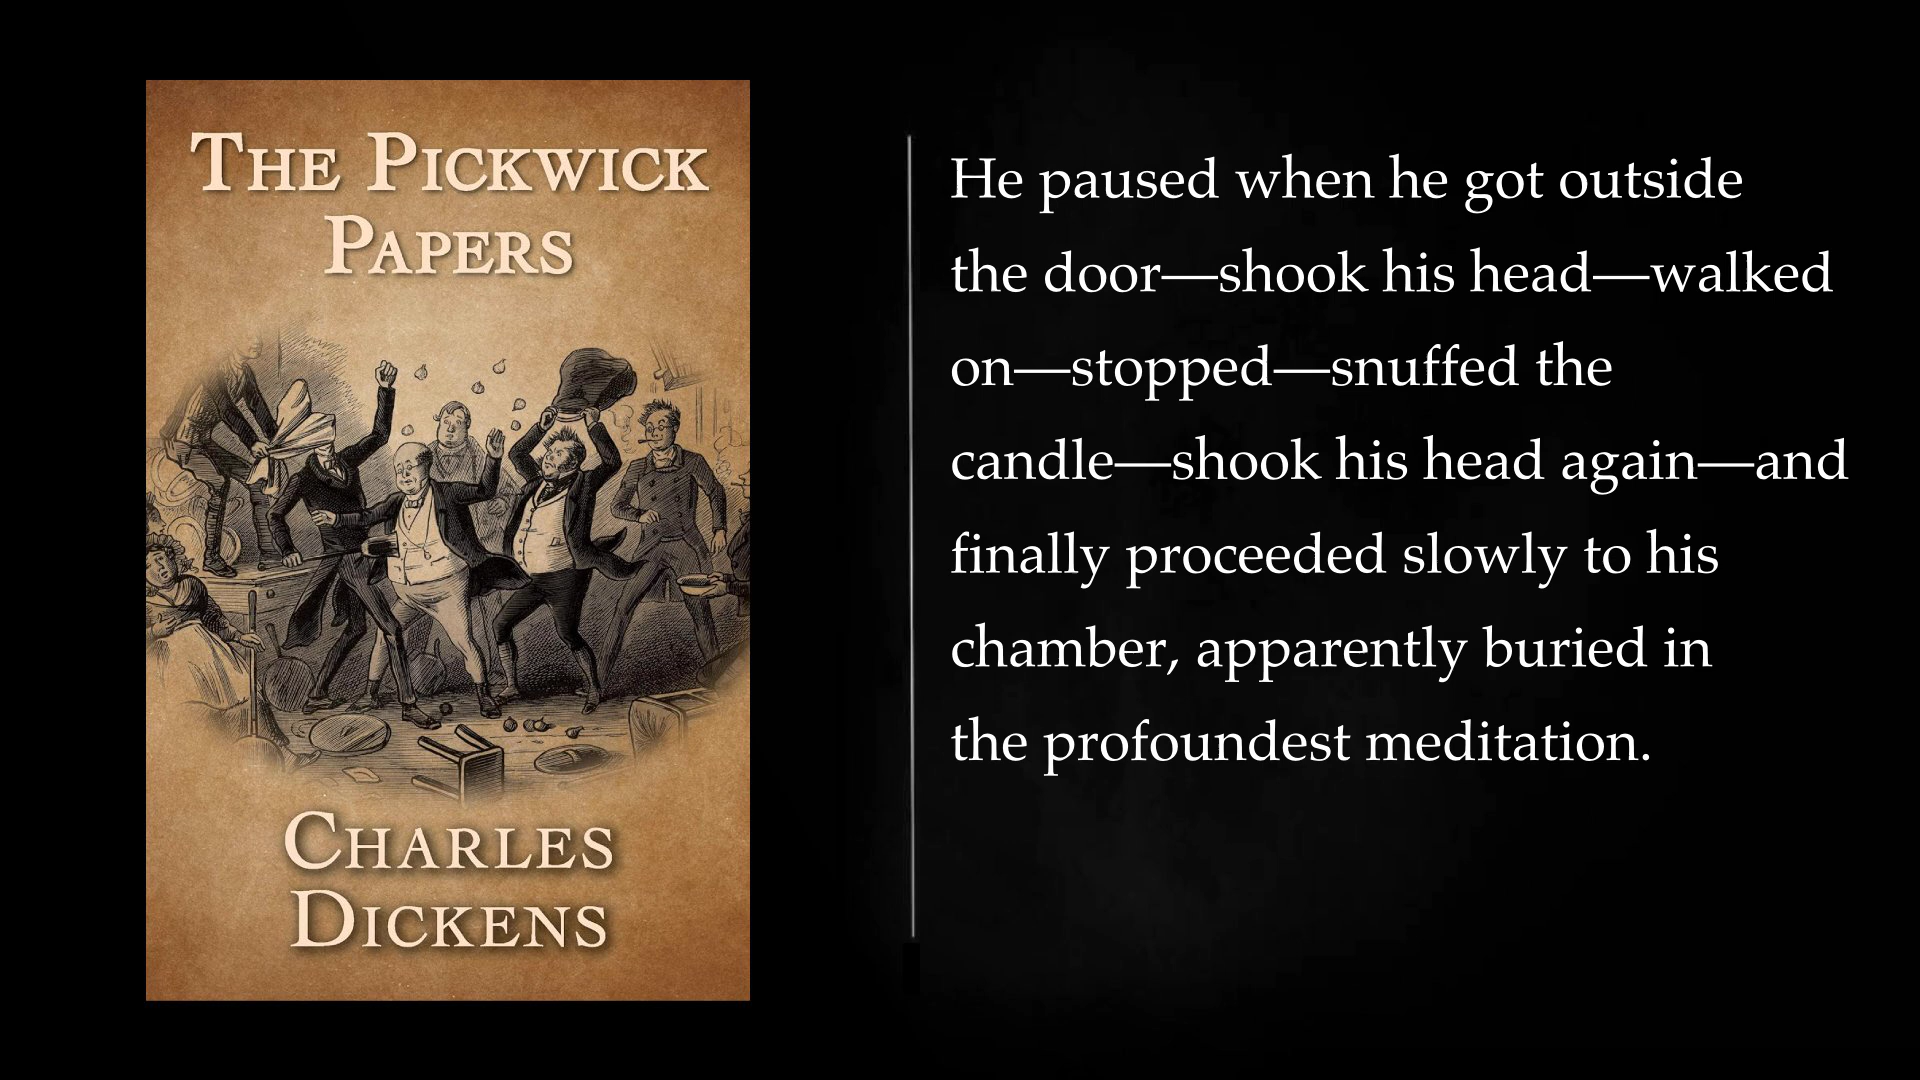 The Pickwick
Papers
Charles
Dickens
He paused when he got outside
the door—shook his head—walked
on—stopped—snuffed the
candle—shook his head again—and
finally proceeded slowly to his
chamber, apparently buried in
the profoundest meditation.